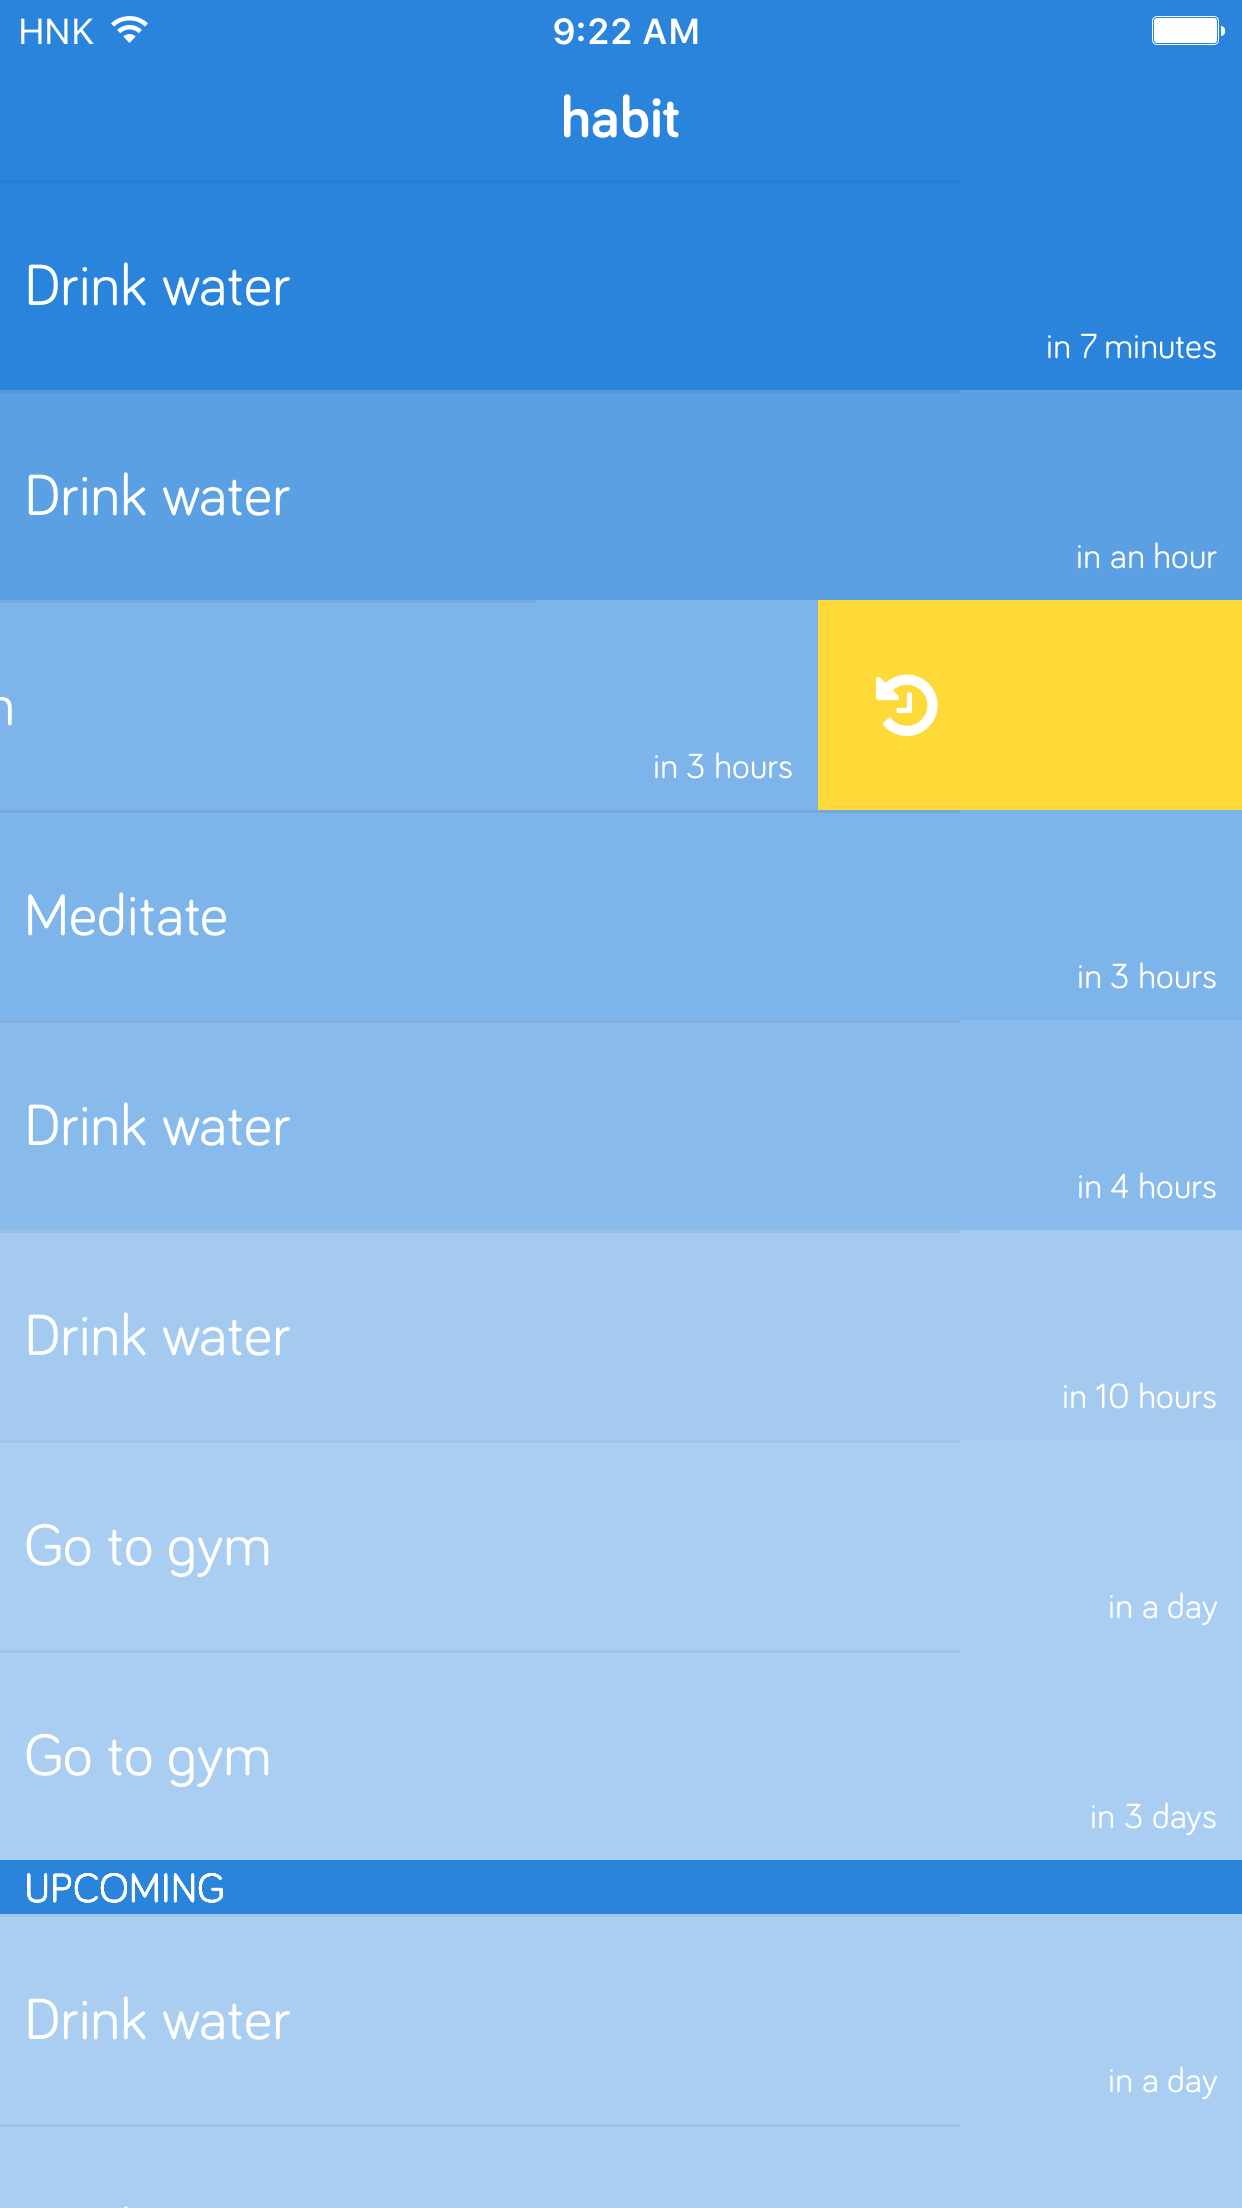 HNK 9:22 AM
habit
Drink water
in 7 minutes
Drink water
in an hour
in 3 hours
Meditate
in 3 hours
Drink water
in 4 hours
Drink water
in 10 hours
Go to gym
in a day
Go to gym
in 3 days
UPCOMING
Drink water
in a day